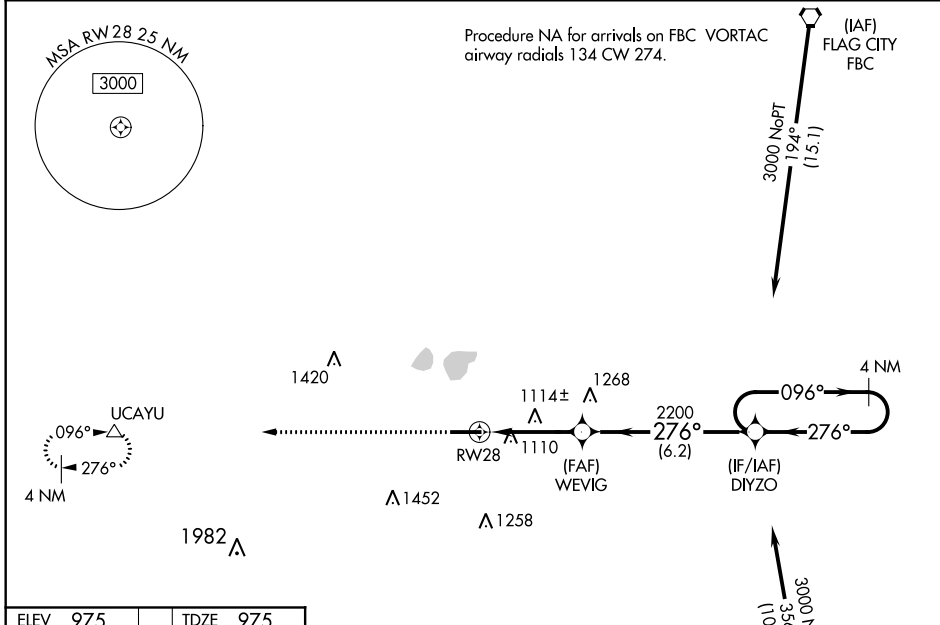 MSA RW28 25 NM
3000
Procedure NA for arrivals on FBC VORTAC
airway radials 134 CW 274.
(IAF)
FLAG CITY
FBC
3000 NoPT
194°
(15.1)
1420
1114±
1268
4 NM
096°
UCAYU
096°
276°
4 NM
RW28
1110
2200
276°
(6.2)
276°
(FAF)
WEVIG
(IF/IAF)
DIYZO
1452
1258
1982
3000
ELEV 975
TDZE 975